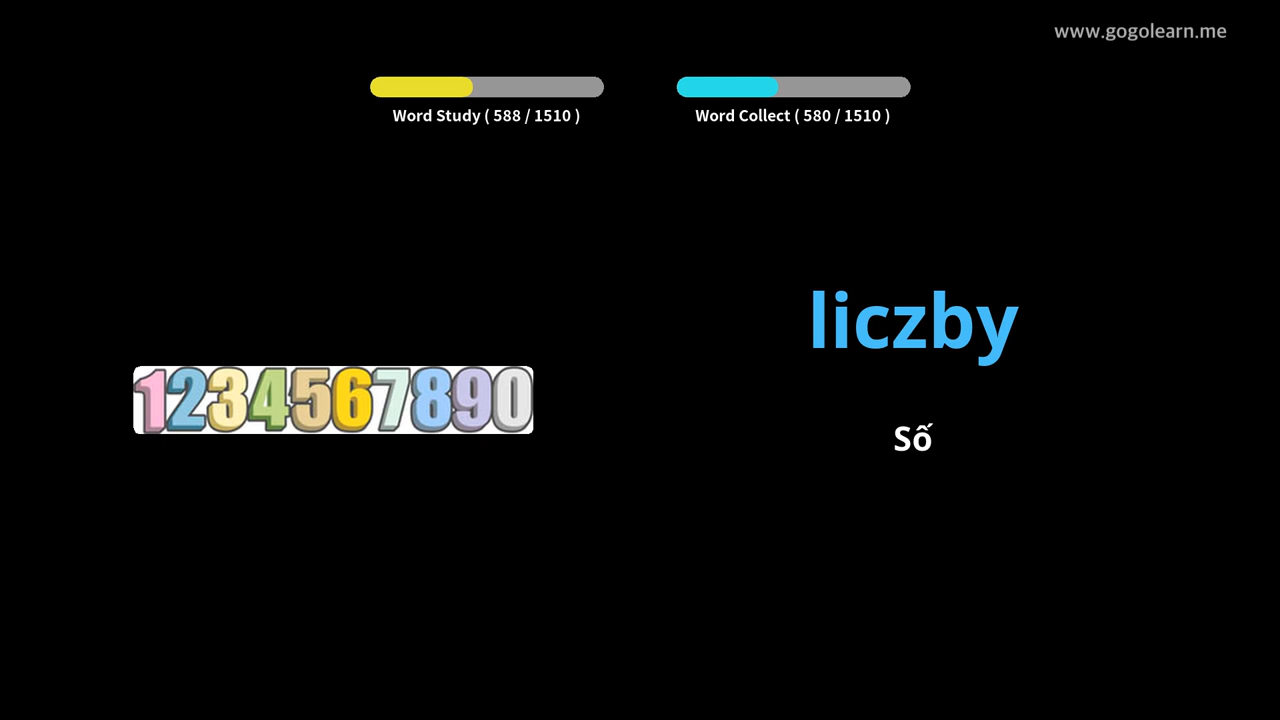 www.gogolearn.me
Word Study ( 588 / 1510 )
Word Collect ( 580 / 1510 )
liczby
1234567890
Số